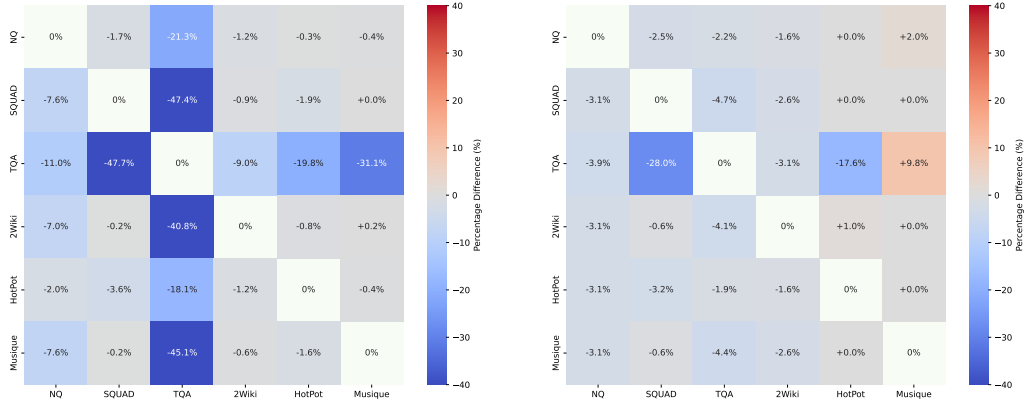 NQ 0% -1.7% -21.3% -1.2% -0.3% -0.4%
SQUAD -7.6% 0% -47.4% -0.9% -1.9% +0.0%
TQA -11.0% -47.7% 0% -9.0% -19.8% -31.1%
2Wiki -7.0% -0.2% -40.8% 0% -0.8% +0.2%
HotPot -2.0% -3.6% -18.1% -1.2% 0% -0.4%
Musique -7.6% -0.2% -45.1% -0.6% -1.6% 0%
NQ SQUAD TQA 2Wiki HotPot Musique
40
30
20
10
0
−10
−20
−30
−40
Percentage Difference (%)
NQ 0% -2.5% -2.2% -1.6% +0.0% +2.0%
SQUAD -3.1% 0% -4.7% -2.6% +0.0% +0.0%
TQA -3.9% -28.0% 0% -3.1% -17.6% +9.8%
2Wiki -3.1% -0.6% -4.1% 0% +1.0% +0.0%
HotPot -3.1% -3.2% -1.9% -1.6% 0% +0.0%
Musique -3.1% -0.6% -4.4% -2.6% +0.0% 0%
NQ SQUAD TQA 2Wiki HotPot Musique
40
30
20
10
0
−10
−20
−30
−40
Percentage Difference (%)